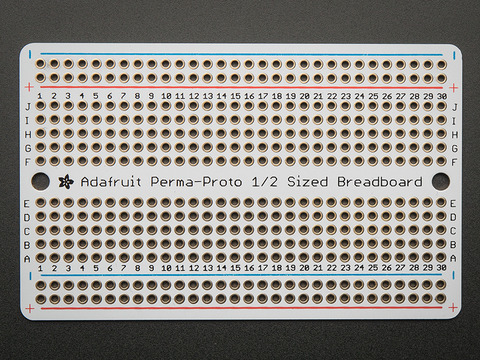 - -
+ +
1 2 3 4 5 6 7 8 9 10 11 12 13 14 15 16 17 18 19 20 21 22 23 24 25 26 27 28 29 30
J J
I I
H H
G G
F F
Adafruit Perma-Proto 1/2 Sized Breadboard
E E
D D
C C
B B
A A
1 2 3 4 5 6 7 8 9 10 11 12 13 14 15 16 17 18 19 20 21 22 23 24 25 26 27 28 29 30
- -
+ +